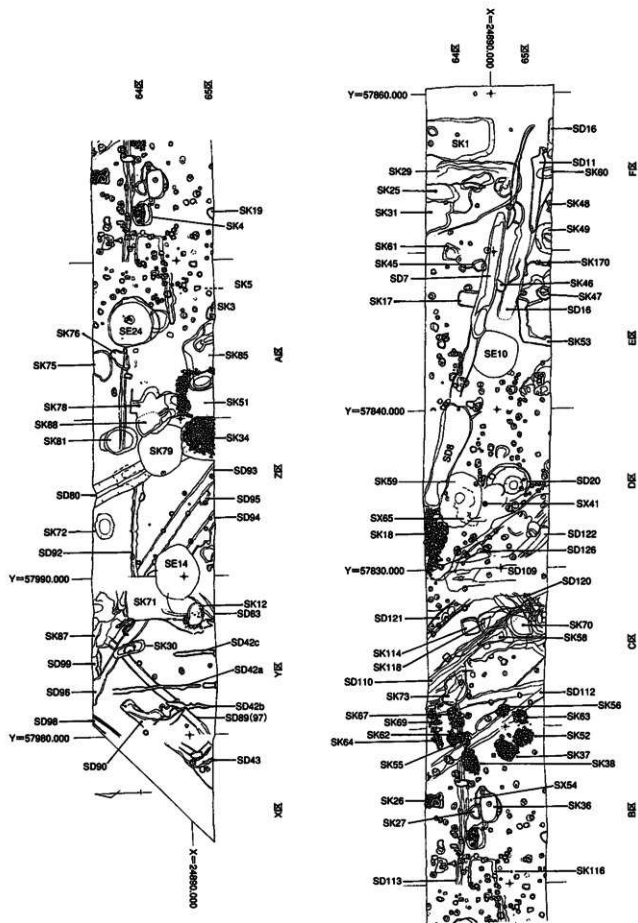 64区
65区
SK19
SK4
SK5
SK3
SE24
SK76
SK75
SK85
A区
SK78
SK51
SK88
SK81
SK34
SK79
SD93
Z区
SD80
SD95
SD94
SK72
SD92
SE14
Y=57990.000
SK71
SK12
SD63
SK87
SK30
SD42c
SD99
SD42a
Y区
SD96
SD42b
SD98
SD89(97)
Y=57980.000
SD90
SD43
X区
X=24890.000
X=24890.000
64区
65区
Y=57860.000
SD16
SK1
SD11
SK29
SK60
F区
SK25
SK48
SK31
SK49
SK61
SK45
SK170
SD7
SK46
SK17
SK47
SD16
SK53
E区
SE10
Y=57840.000
SD8
SK59
SD20
D区
SX41
SX65
SK18
SD122
SD126
Y=57830.000
SD109
SD120
SD121
SK70
C区
SK114
SK58
SK118
SD110
SD112
SK73
SK56
SK67
SK63
SK69
SK62
SK52
SK64
SK37
SK55
SK38
SX54
SK26
SK36
B区
SK27
SK116
SD113